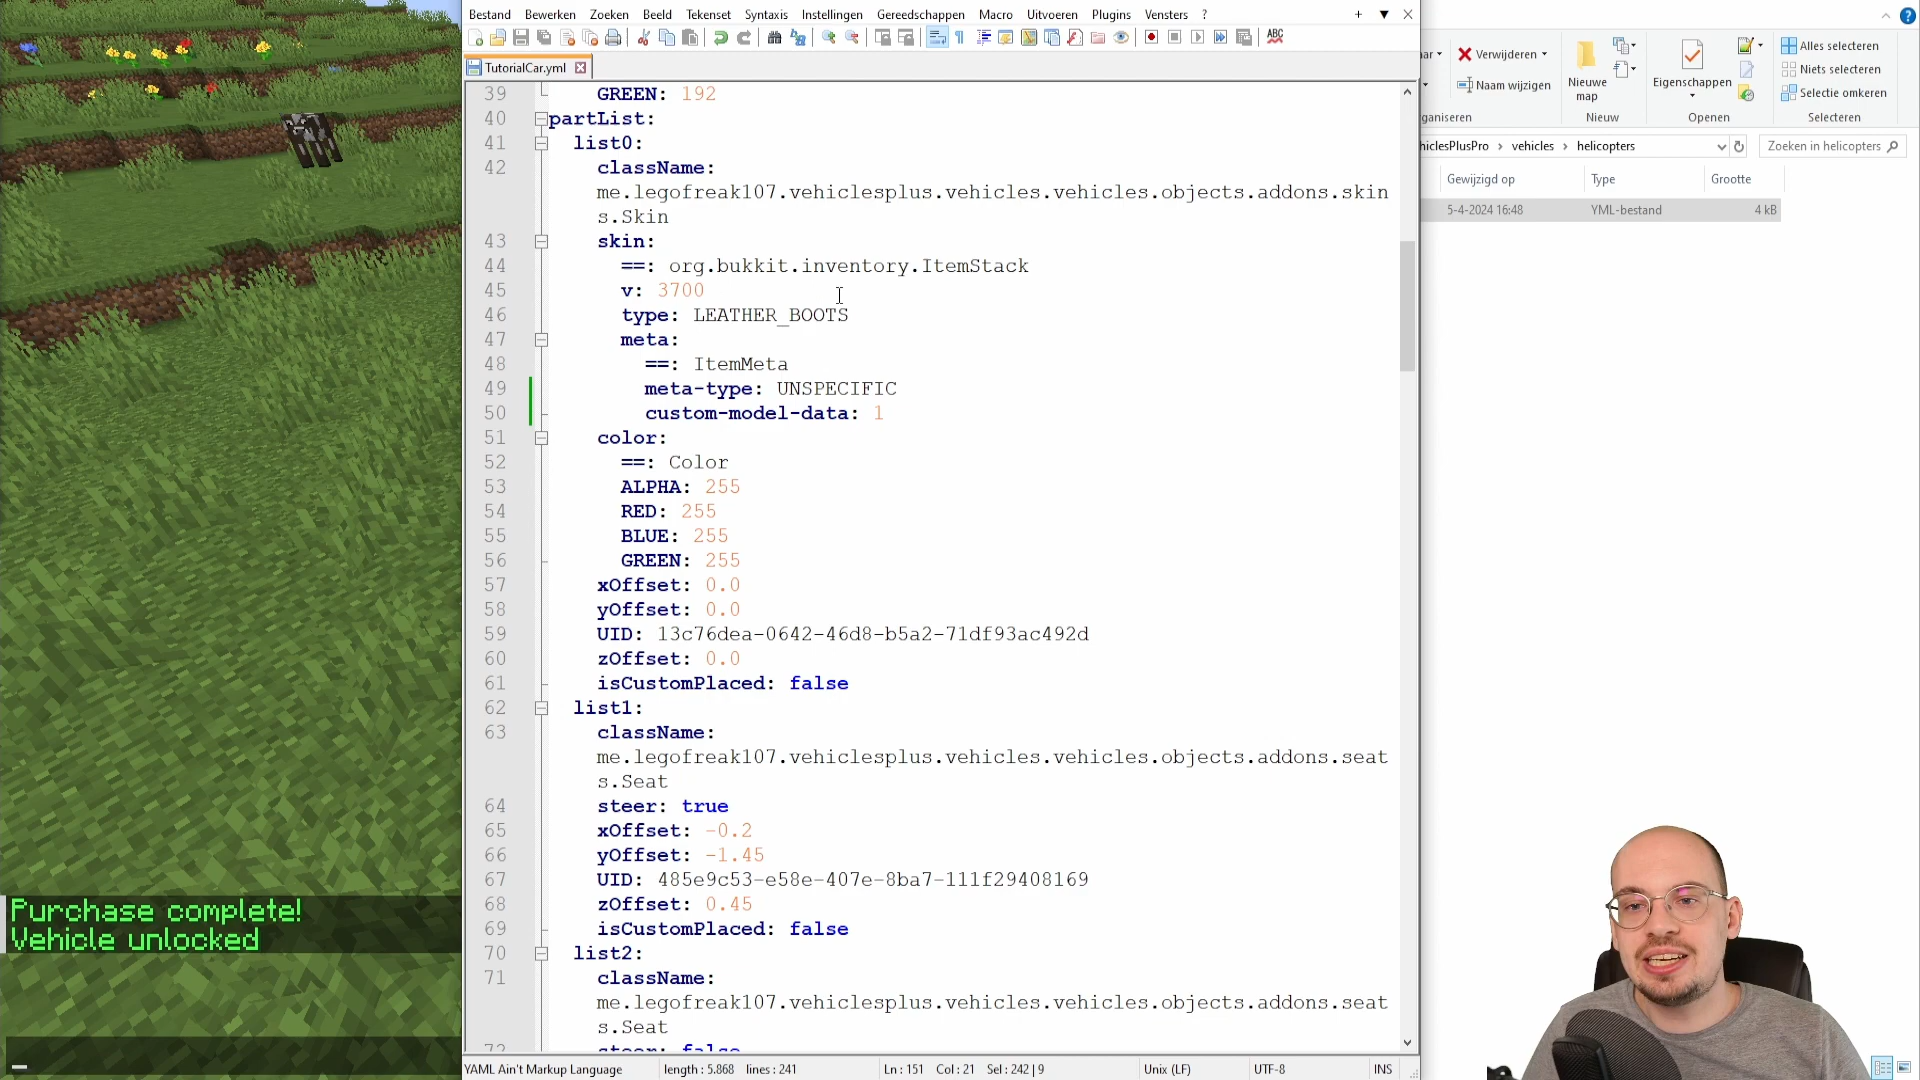 Bestand Bewerken Zoeken Beeld Tekenset Syntaxis Instellingen Gereedschappen Macro Uitvoeren Plugins Vensters ?
TutorialCar.yml
39 GREEN: 192
40 partList:
41 list0:
42 className:
me.legofreak107.vehiclesplus.vehicles.vehicles.objects.addons.skin
s.Skin
43 skin:
44 ==: org.bukkit.inventory.ItemStack
45 v: 3700
46 type: LEATHER_BOOTS
47 meta:
48 ==: ItemMeta
49 meta-type: UNSPECIFIC
50 custom-model-data: 1
51 color:
52 ==: Color
53 ALPHA: 255
54 RED: 255
55 BLUE: 255
56 GREEN: 255
57 xOffset: 0.0
58 yOffset: 0.0
59 UID: 13c76dea-0642-46d8-b5a2-71df93ac492d
60 zOffset: 0.0
61 isCustomPlaced: false
62 list1:
63 className:
me.legofreak107.vehiclesplus.vehicles.vehicles.objects.addons.seat
s.Seat
64 steer: true
65 xOffset: -0.2
66 yOffset: -1.45
67 UID: 485e9c53-e58e-407e-8ba7-111f29408169
68 zOffset: 0.45
69 isCustomPlaced: false
70 list2:
71 className:
me.legofreak107.vehiclesplus.vehicles.vehicles.objects.addons.seat
s.Seat
72 steer: false
YAML Ain't Markup Language length : 5.868 lines : 241 Ln : 151 Col : 21 Sel : 242 | 9 Unix (LF) UTF-8 INS
Purchase complete!
Vehicle unlocked
Verwijderen
Naam wijzigen
Nieuwe
map
Eigenschappen
Alles selecteren
Niets selecteren
Selectie omkeren
Nieuw Openen Selecteren
vehicles > helicopters
Zoeken in helicopters
Gewijzigd op Type Grootte
5-4-2024 16:48 YML-bestand 4 kB